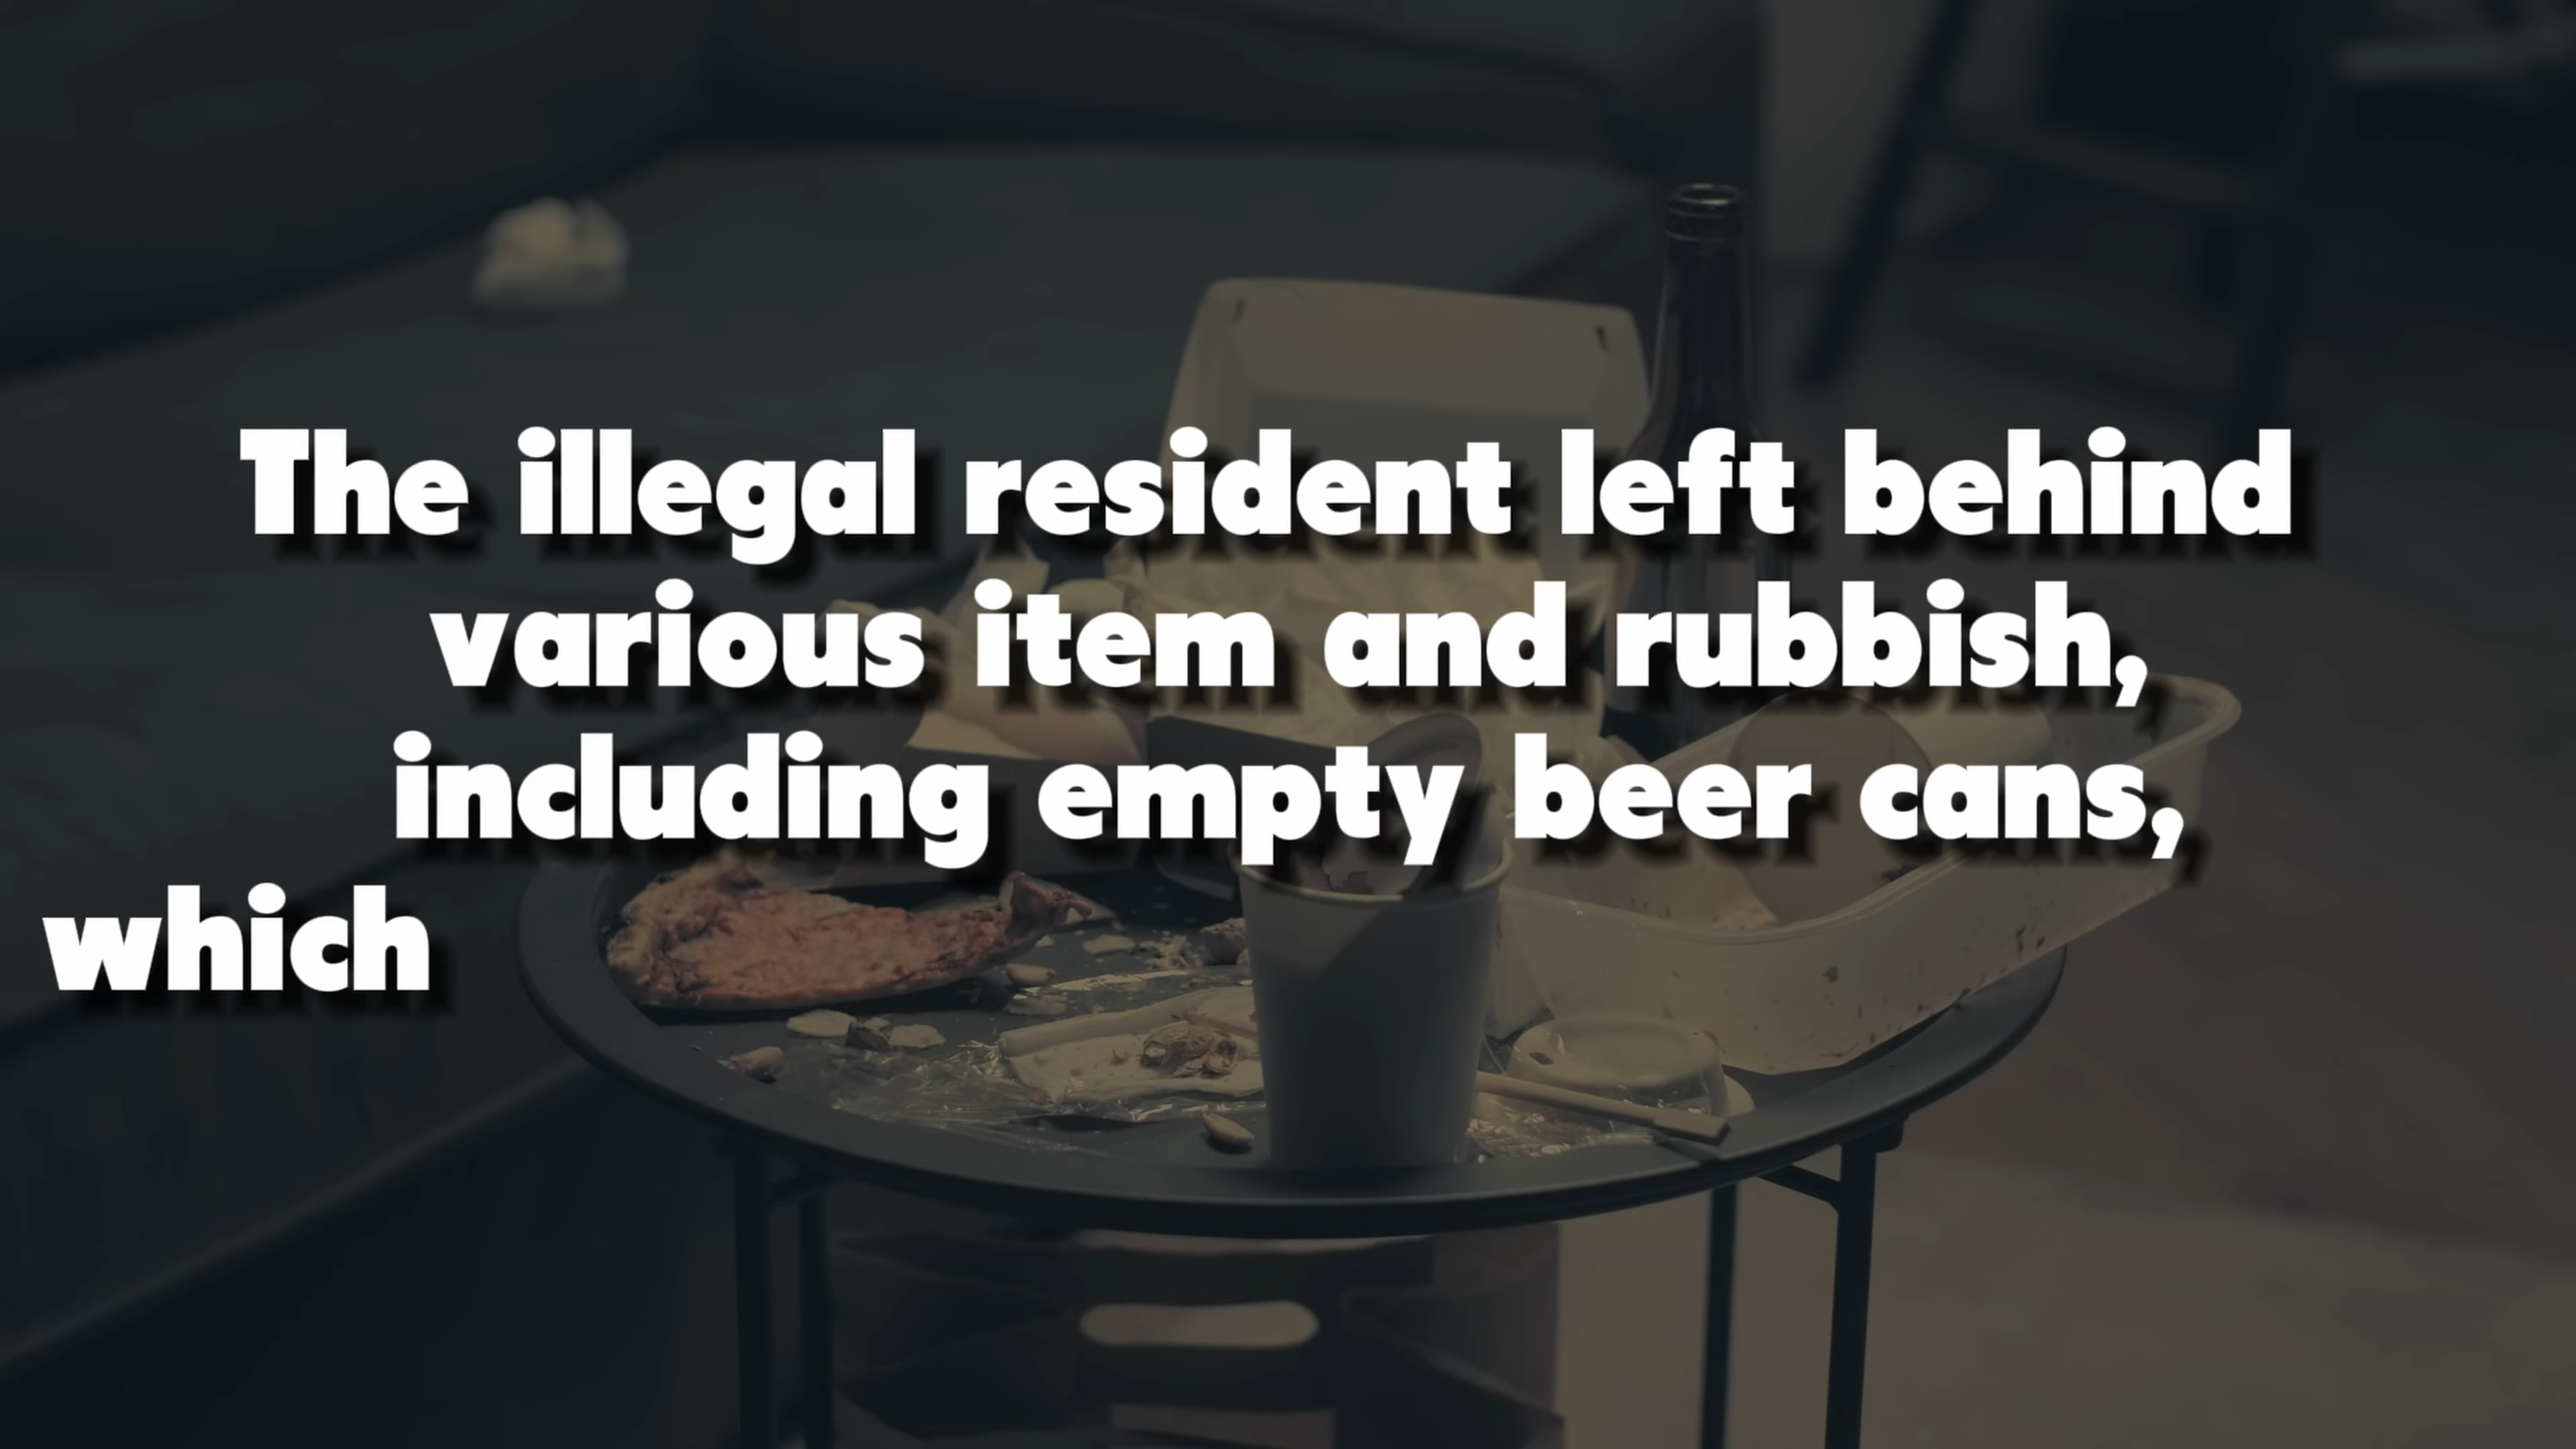 The illegal resident left behind
various item and rubbish,
including empty beer cans,
which